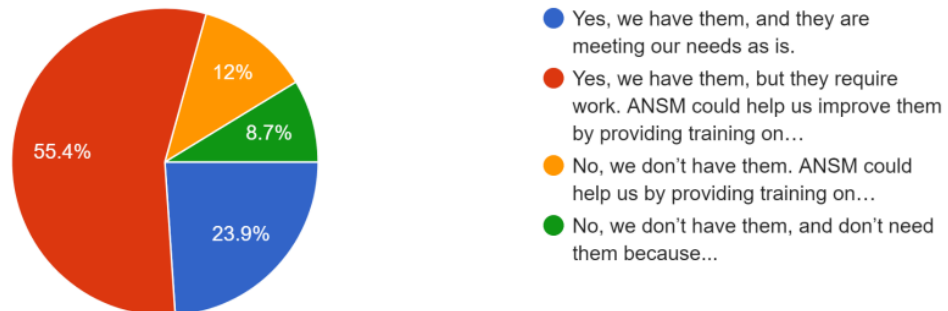 12%
8.7%
55.4%
23.9%
Yes, we have them, and they are
meeting our needs as is.
Yes, we have them, but they require
work. ANSM could help us improve them
by providing training on…
No, we don’t have them. ANSM could
help us by providing training on…
No, we don’t have them, and don’t need
them because...